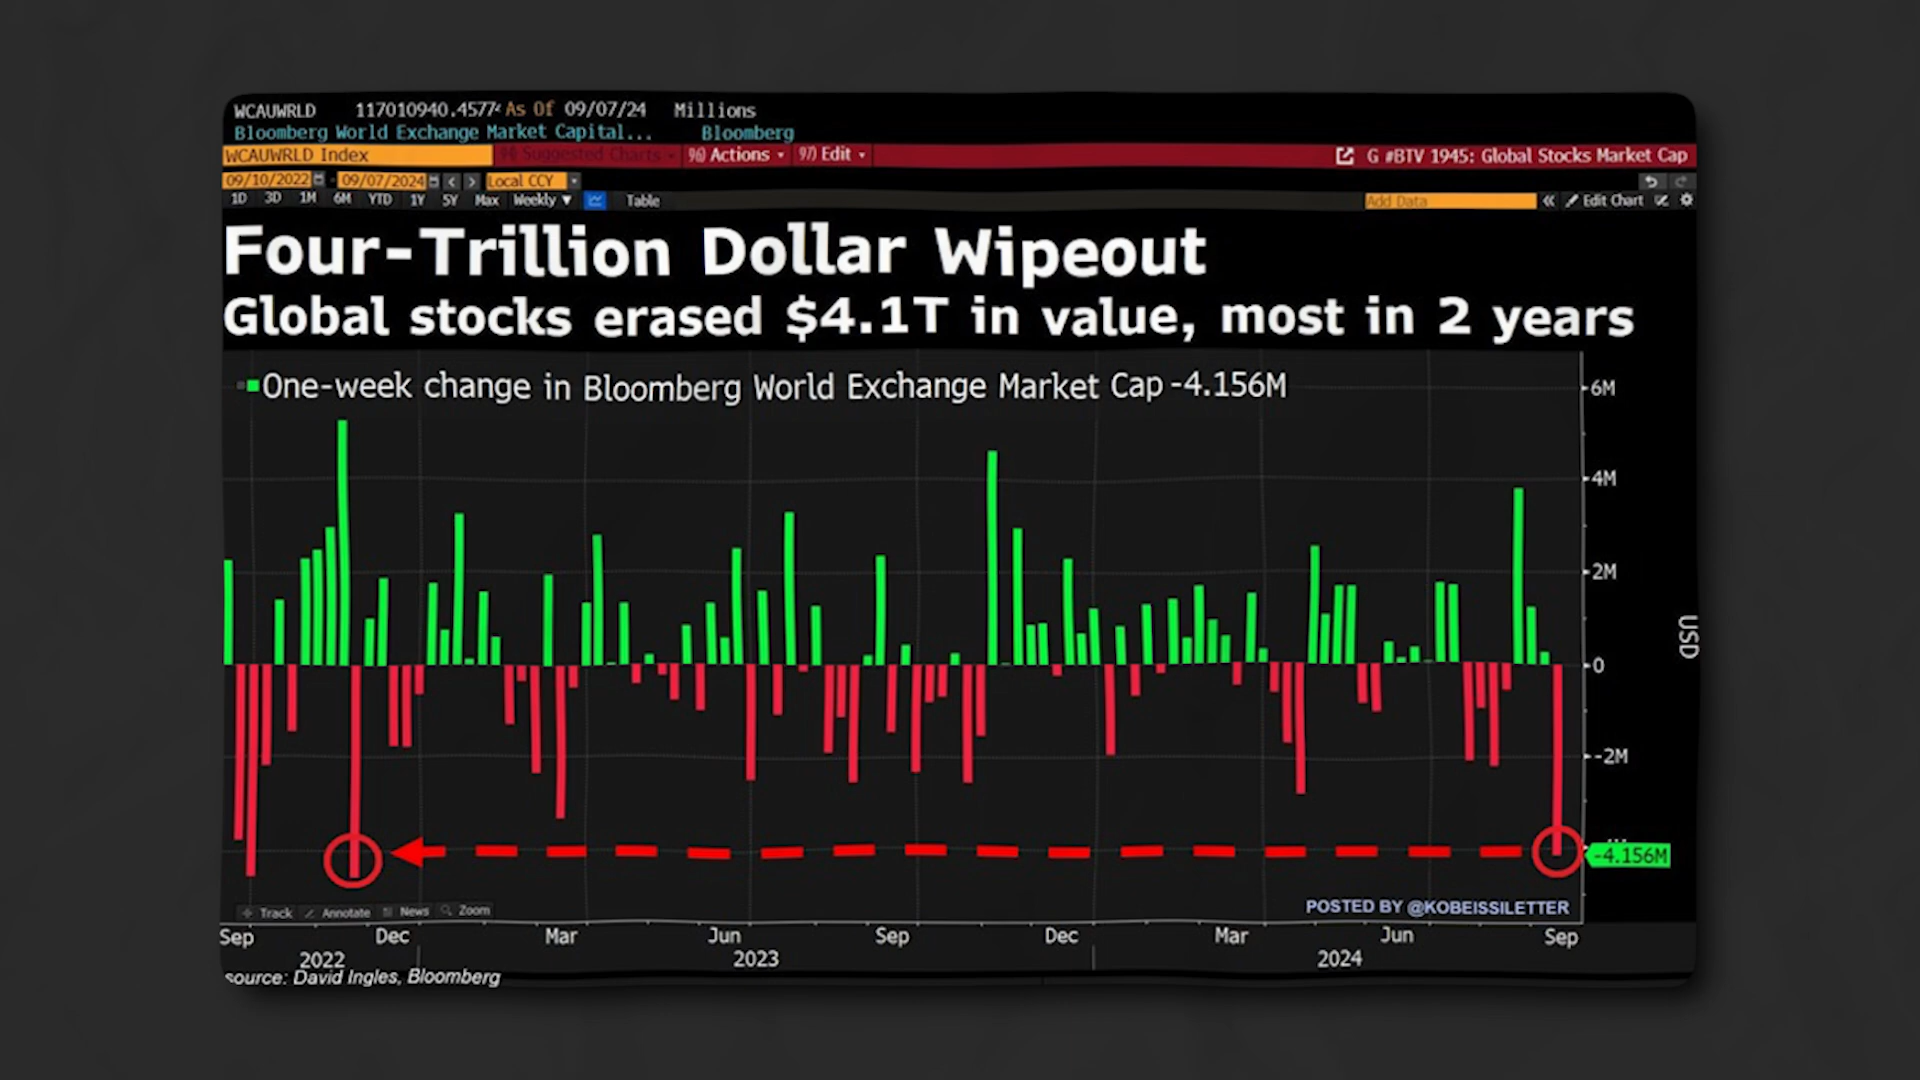 WCAUWRLD 117010940.4577 As Of 09/07/24 Millions
Bloomberg World Exchange Market Capital... Bloomberg
WCAUWRLD Index Suggested Charts 96) Actions 97) Edit G #BTV 1945: Global Stocks Market Cap
09/10/2022 - 09/07/2024 < > Local CCY
1D 3D 1M 6M YTD 1Y 5Y Max Weekly ▼ Table Add Data « Edit Chart
Four-Trillion Dollar Wipeout
Global stocks erased $4.1T in value, most in 2 years
One-week change in Bloomberg World Exchange Market Cap -4.156M
6M
4M
2M
0
-2M
-4.156M
USD
POSTED BY @KOBEISSILETTER
Track Annotate News Zoom
Sep Dec Mar Jun Sep Dec Mar Jun Sep
2022 2023 2024
source: David Ingles, Bloomberg